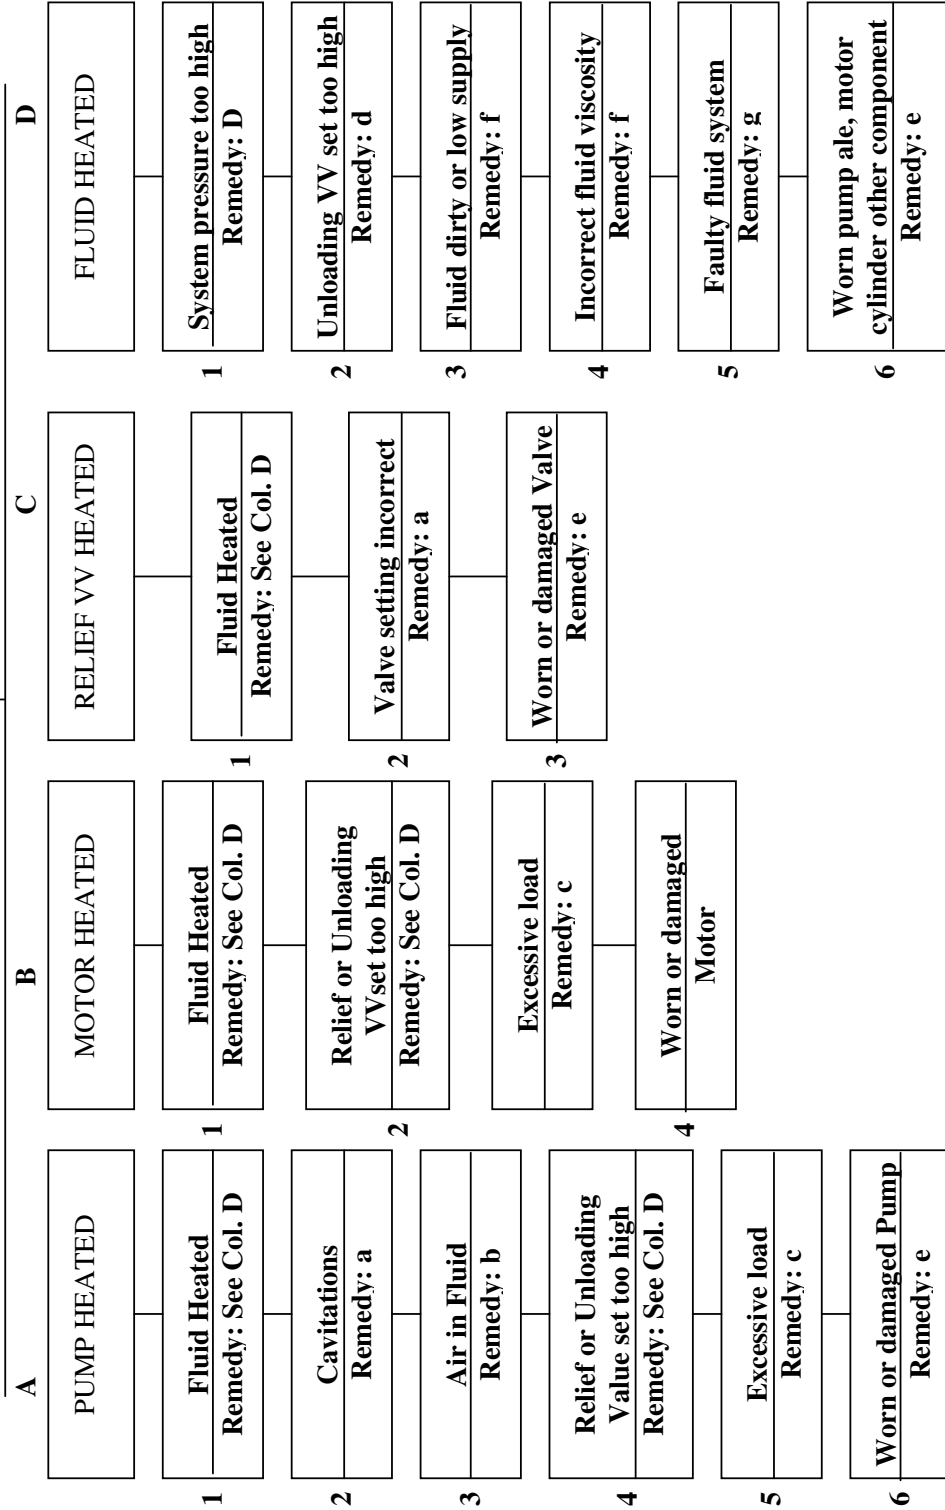 A
PUMP HEATED
1
Fluid Heated
Remedy: See Col. D
2
Cavitations
Remedy: a
3
Air in Fluid
Remedy: b
4
Relief or Unloading
Value set too high
Remedy: See Col. D
5
Excessive load
Remedy: c
6
Worn or damaged Pump
Remedy: e
B
MOTOR HEATED
1
Fluid Heated
Remedy: See Col. D
2
Relief or Unloading
VVset too high
Remedy: See Col. D
Excessive load
Remedy: c
4
Worn or damaged
Motor
C
RELIEF VV HEATED
1
Fluid Heated
Remedy: See Col. D
2
Valve setting incorrect
Remedy: a
3
Worn or damaged Valve
Remedy: e
D
FLUID HEATED
1
System pressure too high
Remedy: D
2
Unloading VV set too high
Remedy: d
3
Fluid dirty or low supply
Remedy: f
4
Incorrect fluid viscosity
Remedy: f
5
Faulty fluid system
Remedy: g
6
Worn pump ale, motor
cylinder other component
Remedy: e